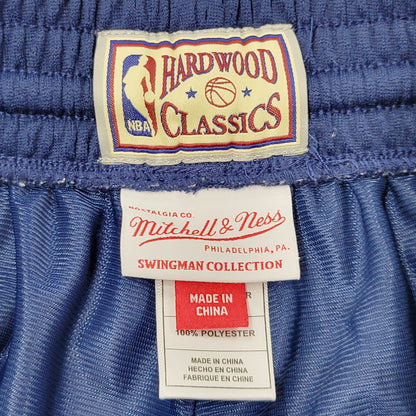 HARDWOOD
NBA
CLASSICS
NOSTALGIA CO.
Mitchell & Ness
PHILADELPHIA, PA.
SWINGMAN COLLECTION
MADE IN
CHINA
100% POLYESTER
MADE IN CHINA
HECHO EN CHINA
FABRIQUE EN CHINE